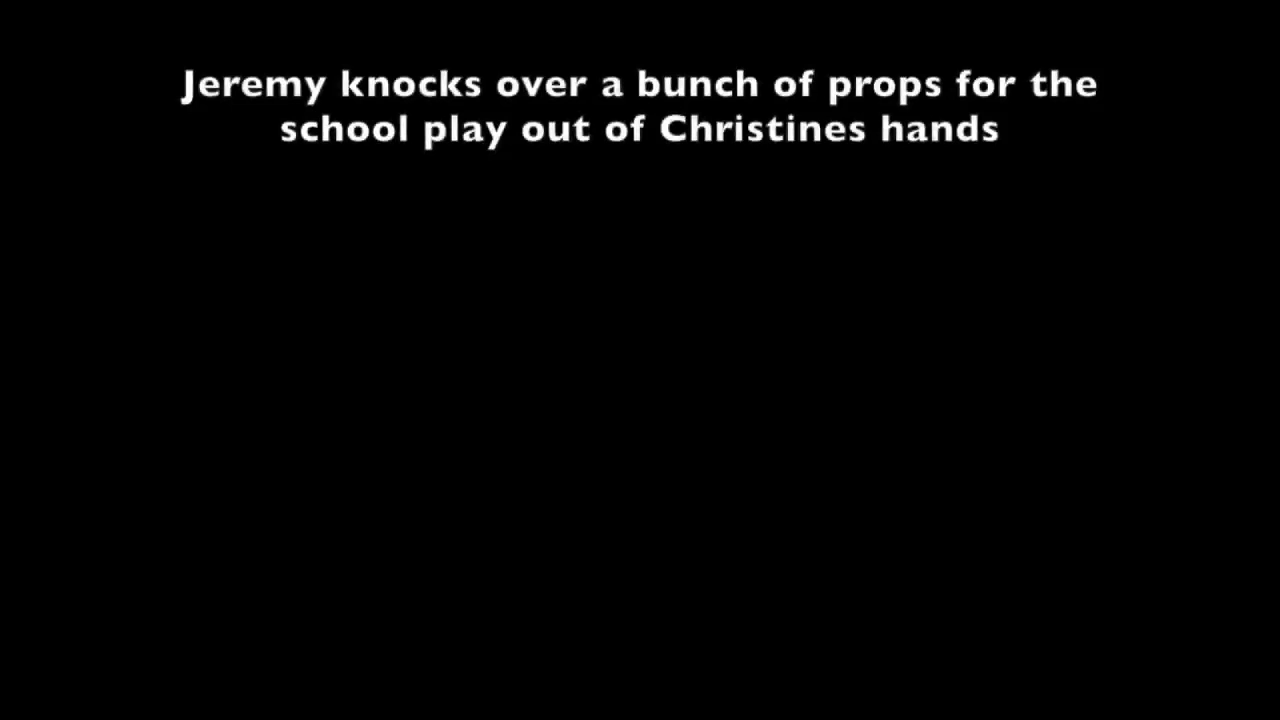 Jeremy knocks over a bunch of props for the
school play out of Christines hands